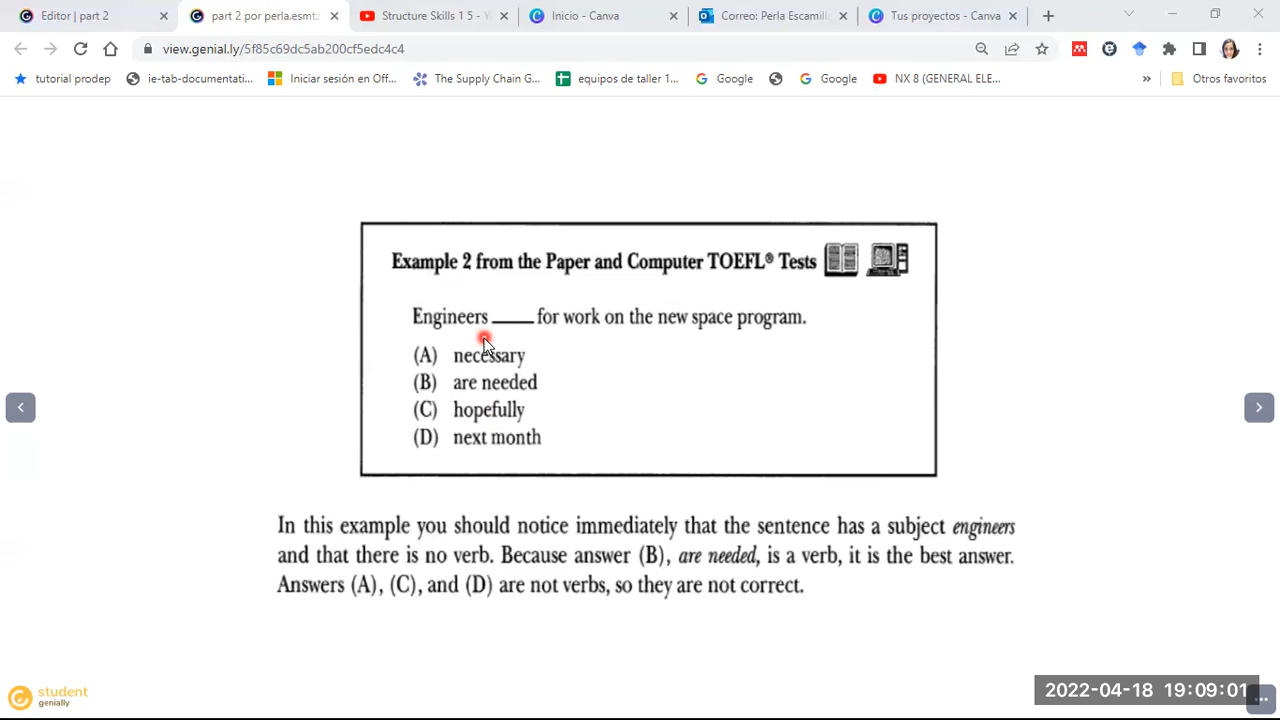 Editor | part 2
part 2 por perla.esmt
Structure Skills 1 5 - Y
Inicio - Canva
Correo: Perla Escamill
Tus proyectos - Canva
view.genial.ly/5f85c69dc5ab200cf5edc4c4
tutorial prodep
ie-tab-documentati...
Iniciar sesión en Off...
The Supply Chain G...
equipos de taller 1...
Google
Google
NX 8 (GENERAL ELE...
»
Otros favoritos
Example 2 from the Paper and Computer TOEFL® Tests
Engineers ____ for work on the new space program.
(A) necessary
(B) are needed
(C) hopefully
(D) next month
In this example you should notice immediately that the sentence has a subject engineers
and that there is no verb. Because answer (B), are needed, is a verb, it is the best answer.
Answers (A), (C), and (D) are not verbs, so they are not correct.
student
genially
2022-04-18 19:09:01